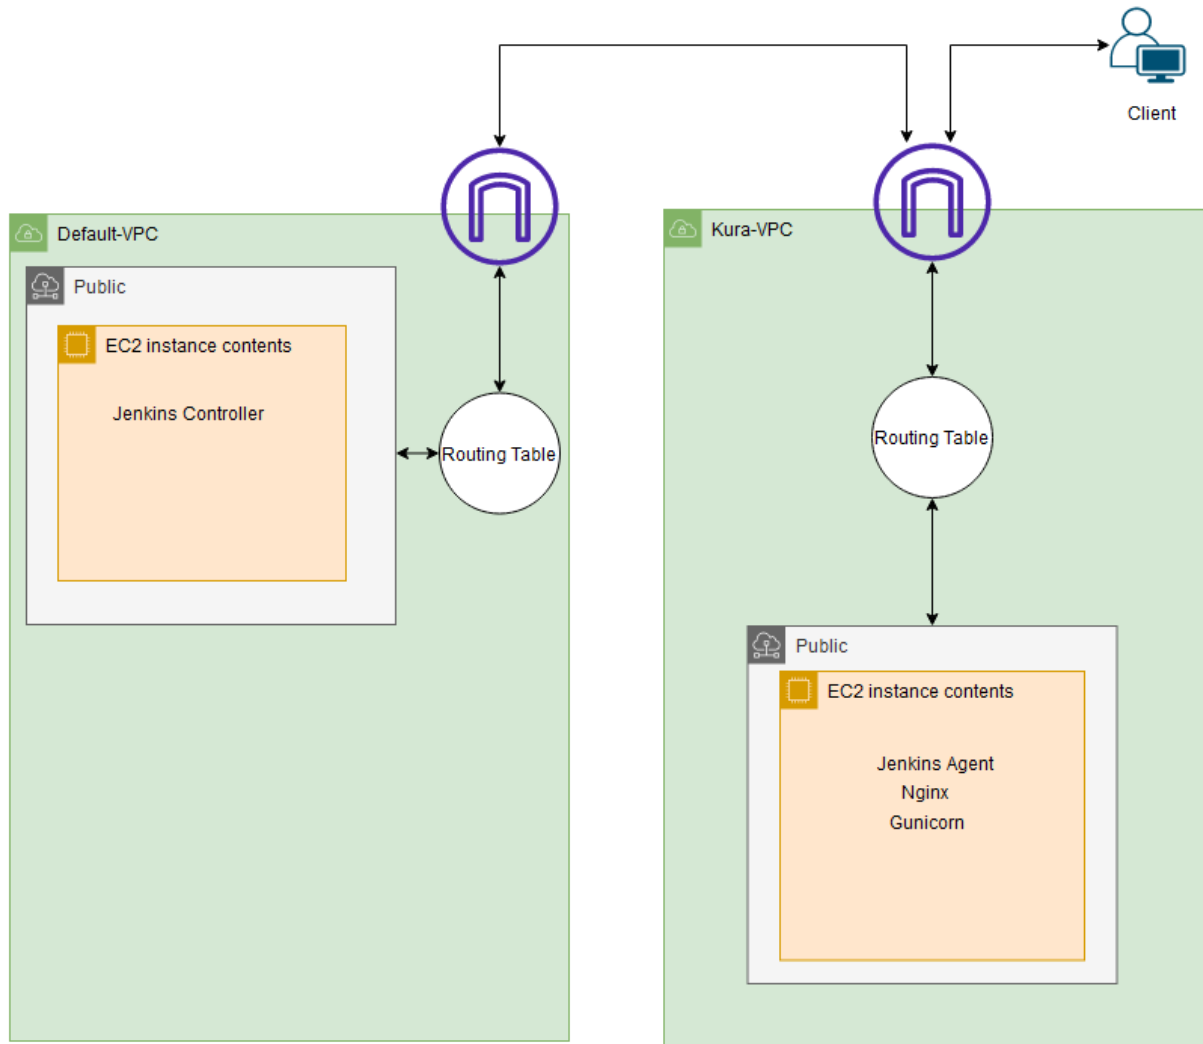 Client
Default-VPC
Public
EC2 instance contents
Jenkins Controller
Routing Table
Kura-VPC
Routing Table
Public
EC2 instance contents
Jenkins Agent
Nginx
Gunicorn